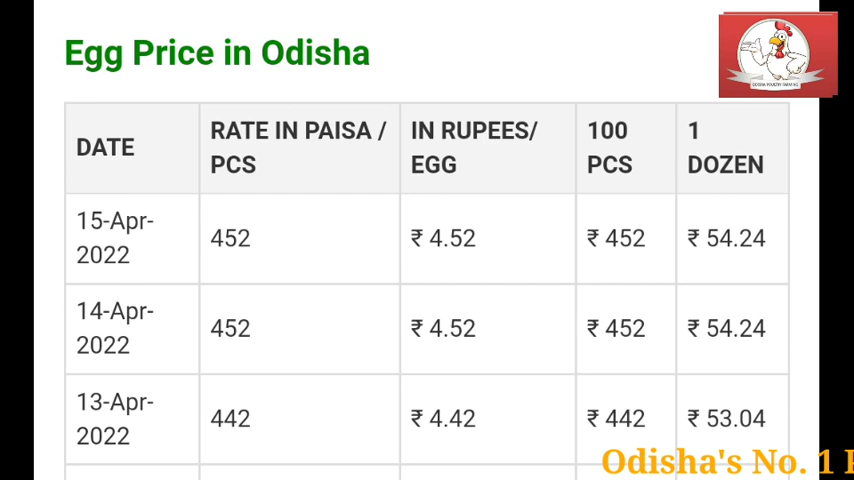 Egg Price in Odisha
DATE
RATE IN PAISA /
PCS
IN RUPEES/
EGG
100
PCS
1
DOZEN
15-Apr-
2022
452
₹ 4.52
₹ 452
₹ 54.24
14-Apr-
2022
452
₹ 4.52
₹ 452
₹ 54.24
13-Apr-
2022
442
₹ 4.42
₹ 442
₹ 53.04
Odisha's No. 1